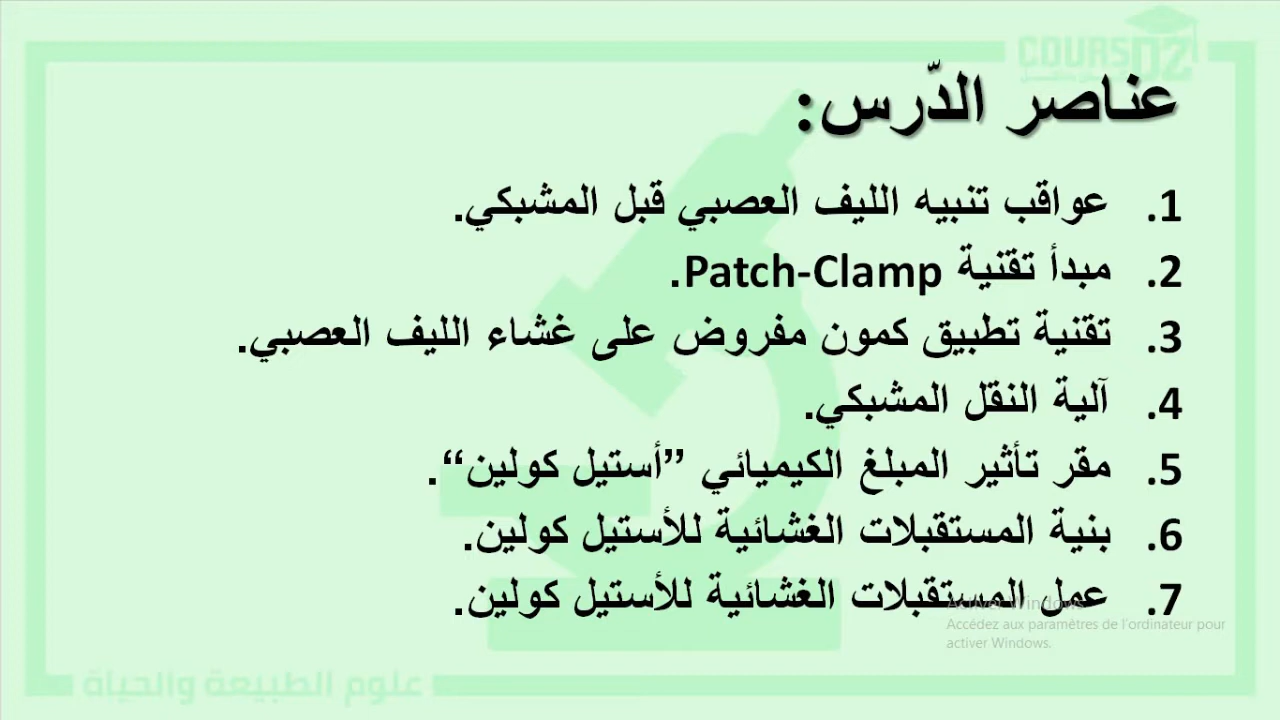 COURSDZ
عناصر الدّرس:
1. عواقب تنبيه الليف العصبي قبل المشبكي.
2. مبدأ تقنية Patch-Clamp.
3. تقنية تطبيق كمون مفروض على غشاء الليف العصبي.
4. آلية النقل المشبكي.
5. مقر تأثير المبلغ الكيميائي ”أستيل كولين“.
6. بنية المستقبلات الغشائية للأستيل كولين.
7. عمل المستقبلات الغشائية للأستيل كولين.
Activer Windows
Accédez aux paramètres de l'ordinateur pour
activer Windows.
علوم الطبيعة والحياة